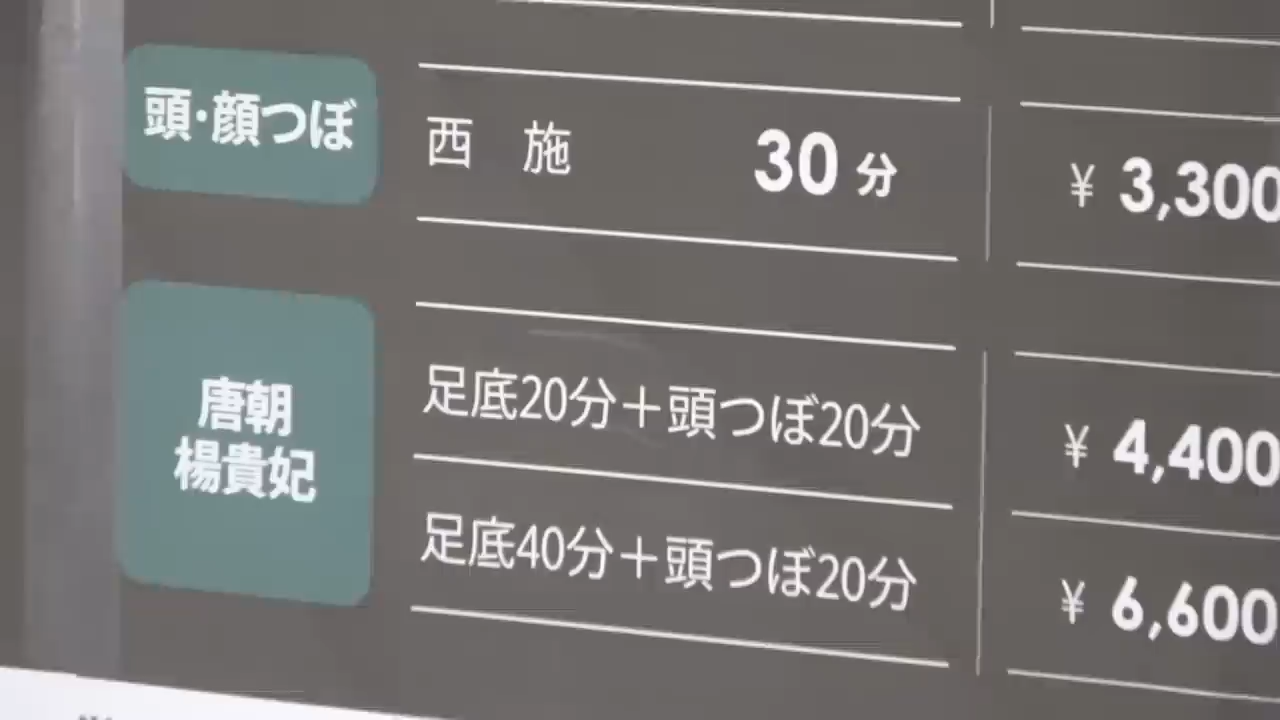 頭・顔つぼ
西 施 30分 ¥3,300
唐朝
楊貴妃
足底20分＋頭つぼ20分 ¥4,400
足底40分＋頭つぼ20分 ¥6,600